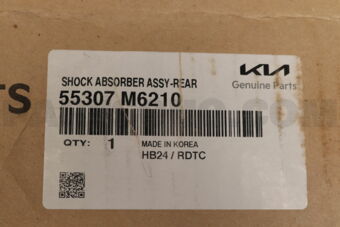 SHOCK ABSORBER ASSY-REAR
KIA
55307 M6210
Genuine Parts
TS
QTY: 1
MADE IN KOREA
HB24 / RDTC